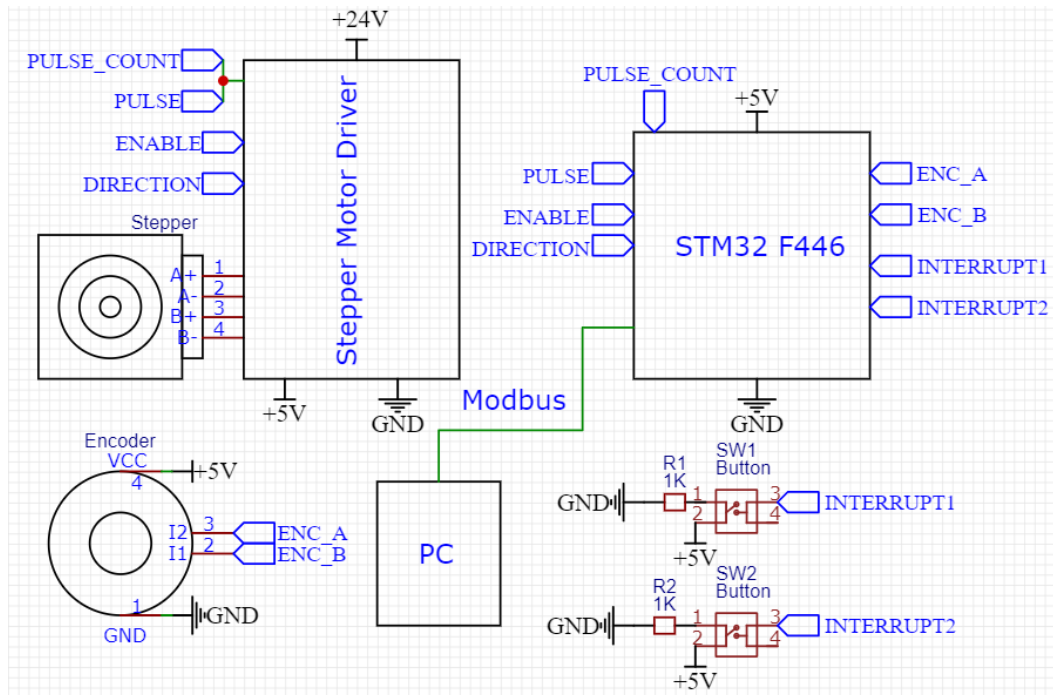 +24V
PULSE_COUNT
PULSE
ENABLE
DIRECTION
Stepper Motor Driver
Stepper
A+ 1
A- 2
B+ 3
B- 4
+5V
GND
PULSE_COUNT
+5V
PULSE
ENABLE
DIRECTION
STM32 F446
ENC_A
ENC_B
INTERRUPT1
INTERRUPT2
GND
Modbus
PC
Encoder
VCC
4
+5V
I2 3 ENC_A
I1 2 ENC_B
1
GND
GND
SW1
Button
R1
1K
GND
1
2
3
4
INTERRUPT1
+5V
SW2
Button
R2
1K
GND
1
2
3
4
INTERRUPT2
+5V